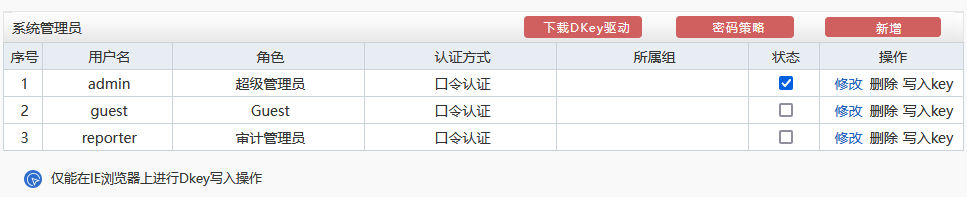 系统管理员 下载DKey驱动 密码策略 新增
序号 用户名 角色 认证方式 所属组 状态 操作
1 admin 超级管理员 口令认证 修改 删除 写入key
2 guest Guest 口令认证 修改 删除 写入key
3 reporter 审计管理员 口令认证 修改 删除 写入key
仅能在IE浏览器上进行Dkey写入操作